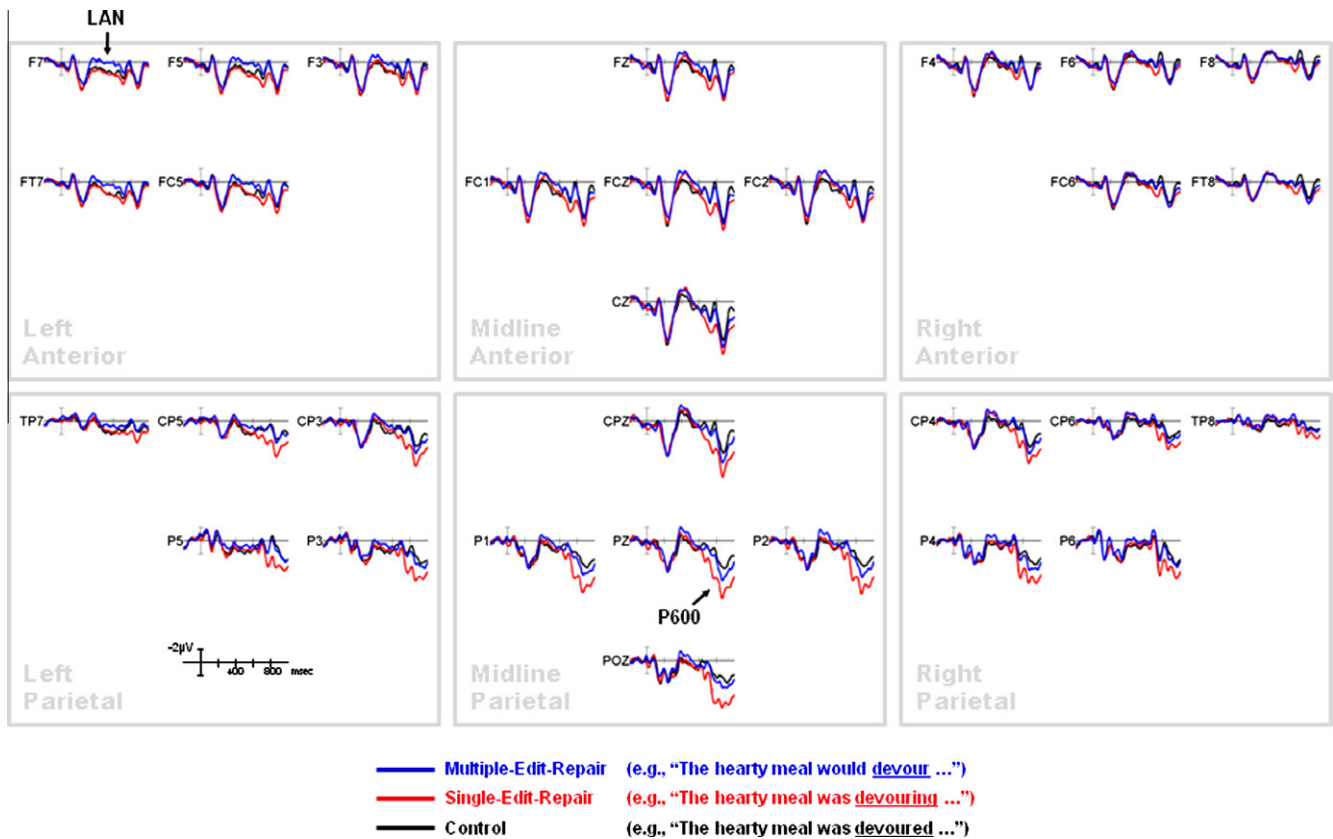 LAN
F7 F5 F3 FZ F4 F6 F8
FT7 FC5 FC1 FCZ FC2 FC6 FT8
CZ
Left Anterior
Midline Anterior
Right Anterior
TP7 CP5 CP3 CPZ CP4 CP6 TP8
P5 P3 P1 PZ P2 P4 P6
P600
-2µV
400 800 msec
POZ
Left Parietal
Midline Parietal
Right Parietal
Multiple-Edit-Repair (e.g., “The hearty meal would devour ...”)
Single-Edit-Repair (e.g., “The hearty meal was devouring ...”)
Control (e.g., “The hearty meal was devoured ...”)